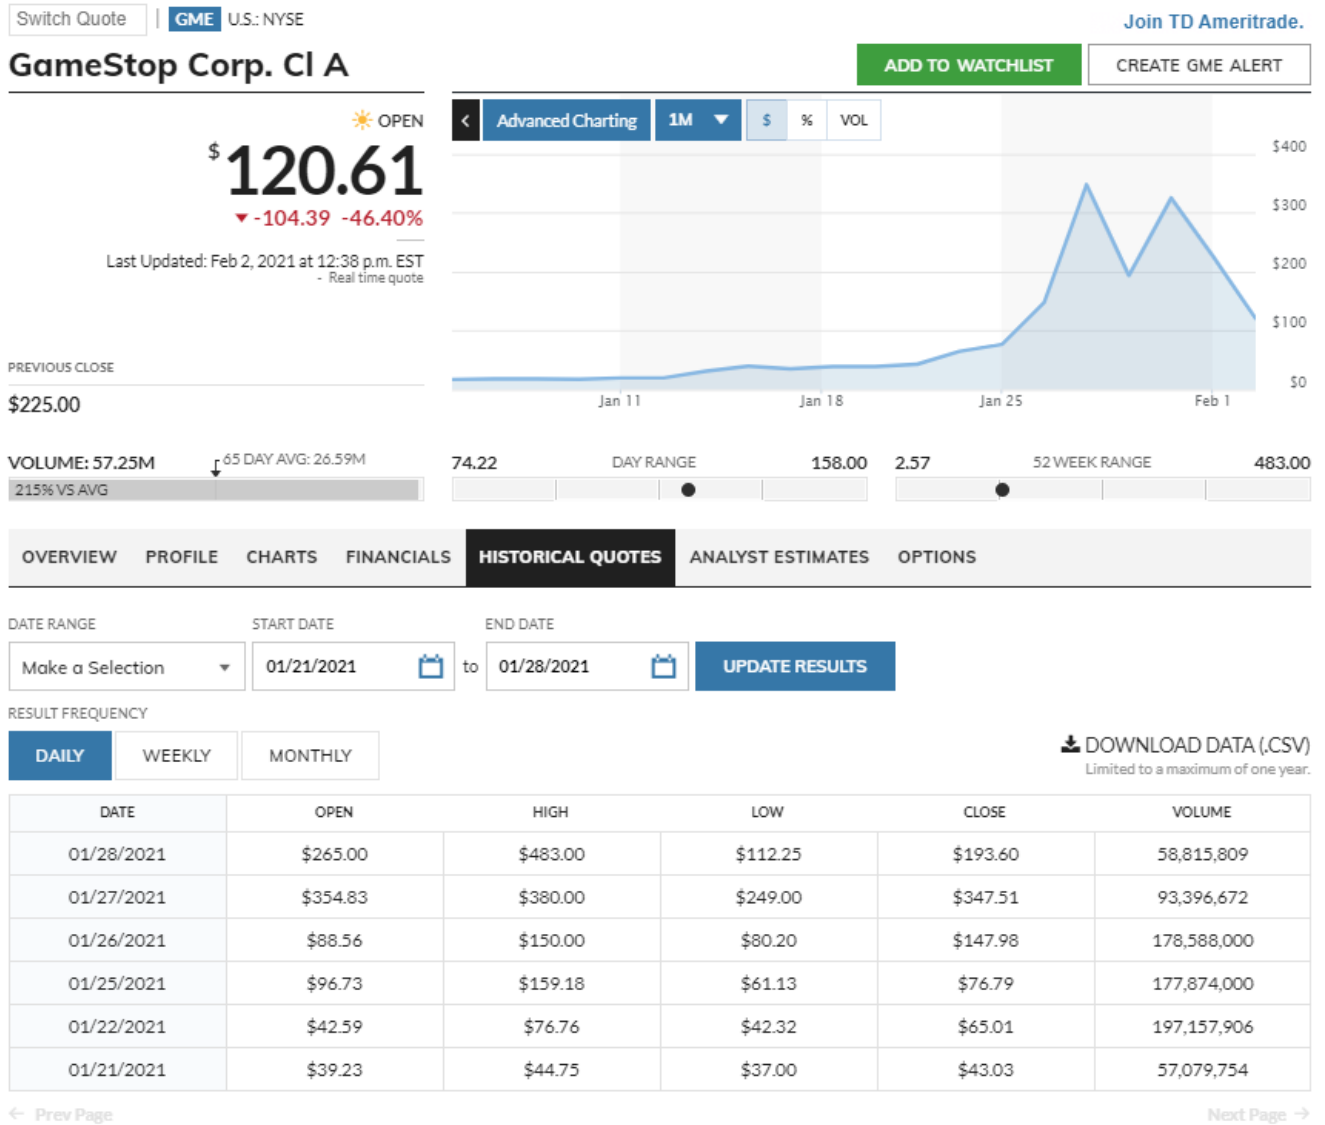 Switch Quote | GME U.S.: NYSE
Join TD Ameritrade.
GameStop Corp. Cl A
ADD TO WATCHLIST CREATE GME ALERT
OPEN
$120.61
-104.39 -46.40%
Last Updated: Feb 2, 2021 at 12:38 p.m. EST
- Real time quote
PREVIOUS CLOSE
$225.00
< Advanced Charting 1M $ % VOL
$400
$300
$200
$100
$0
Jan 11 Jan 18 Jan 25 Feb 1
VOLUME: 57.25M 65 DAY AVG: 26.59M
215% VS AVG
74.22 DAY RANGE 158.00
2.57 52 WEEK RANGE 483.00
OVERVIEW PROFILE CHARTS FINANCIALS HISTORICAL QUOTES ANALYST ESTIMATES OPTIONS
DATE RANGE START DATE END DATE
Make a Selection 01/21/2021 to 01/28/2021 UPDATE RESULTS
RESULT FREQUENCY
DAILY WEEKLY MONTHLY
DOWNLOAD DATA (.CSV)
Limited to a maximum of one year.
DATE OPEN HIGH LOW CLOSE VOLUME
01/28/2021 $265.00 $483.00 $112.25 $193.60 58,815,809
01/27/2021 $354.83 $380.00 $249.00 $347.51 93,396,672
01/26/2021 $88.56 $150.00 $80.20 $147.98 178,588,000
01/25/2021 $96.73 $159.18 $61.13 $76.79 177,874,000
01/22/2021 $42.59 $76.76 $42.32 $65.01 197,157,906
01/21/2021 $39.23 $44.75 $37.00 $43.03 57,079,754
← Prev Page Next Page →